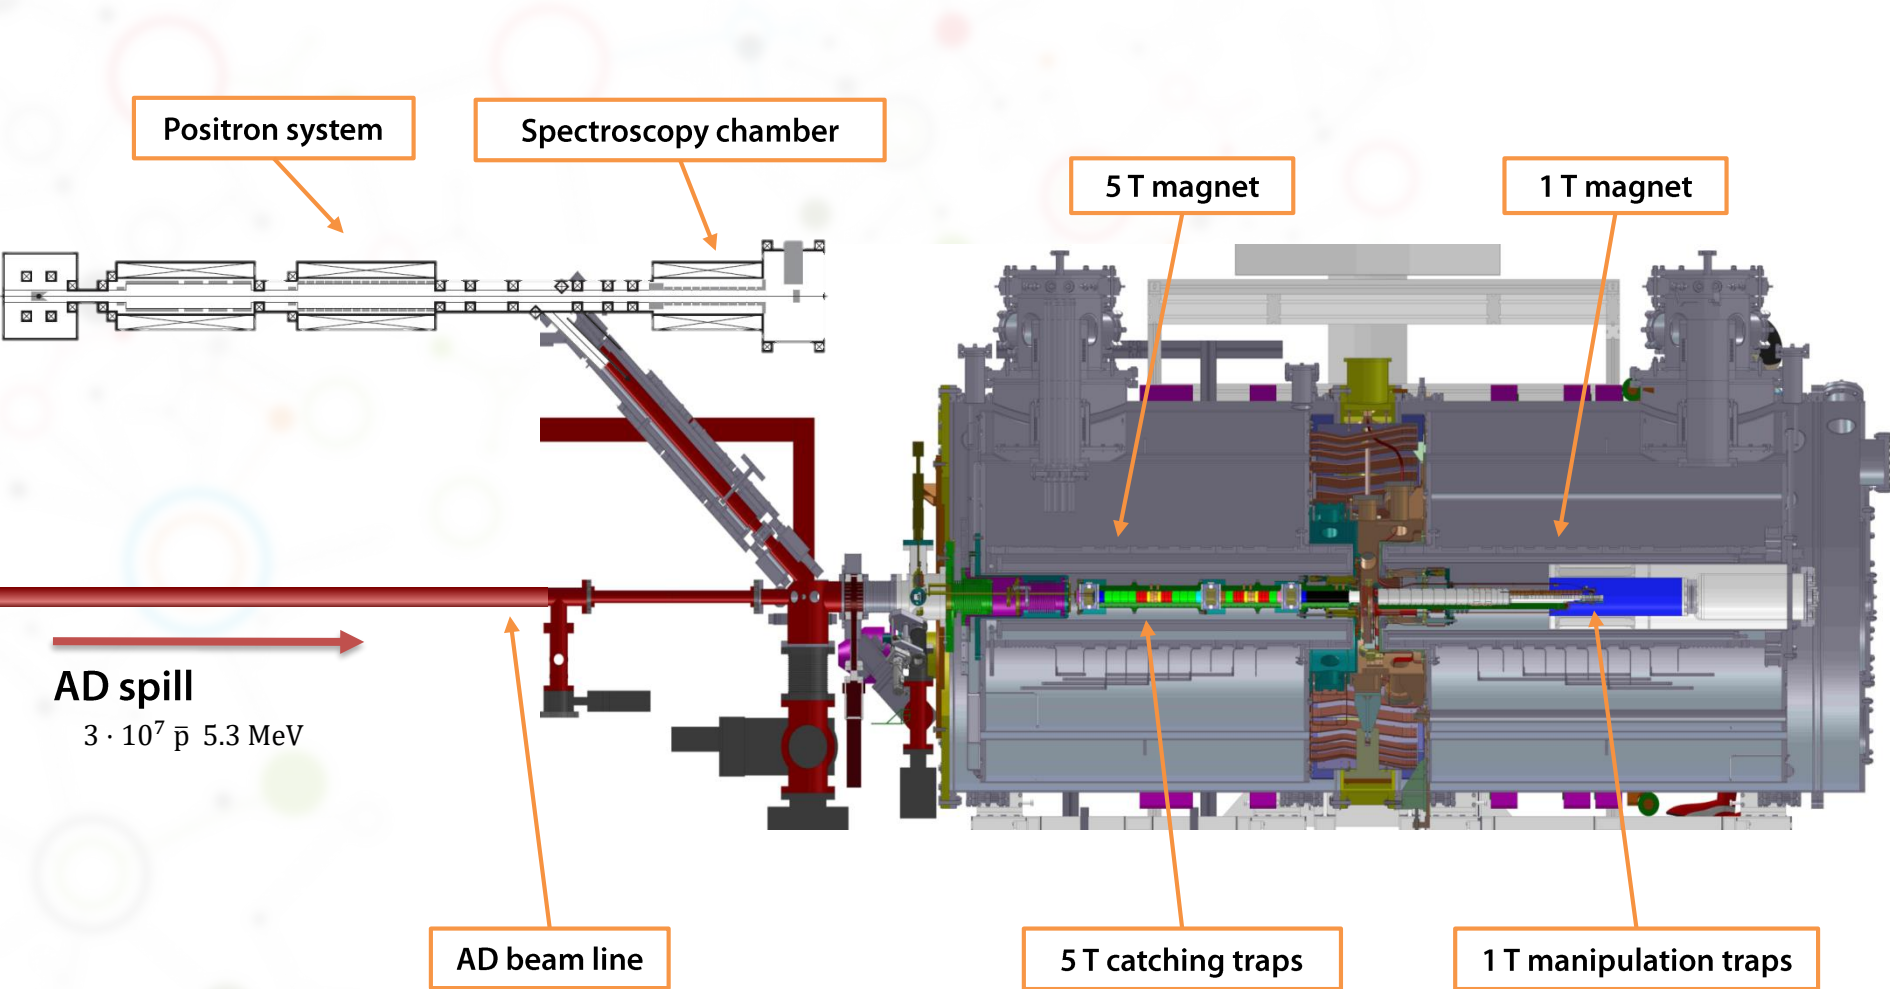 Positron system
Spectroscopy chamber
5 T magnet
1 T magnet
AD spill
3 · 10⁷ p̄ 5.3 MeV
AD beam line
5 T catching traps
1 T manipulation traps